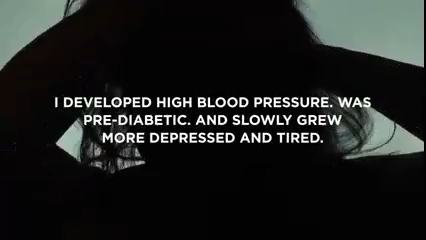 I DEVELOPED HIGH BLOOD PRESSURE. WAS
PRE-DIABETIC. AND SLOWLY GREW
MORE DEPRESSED AND TIRED.